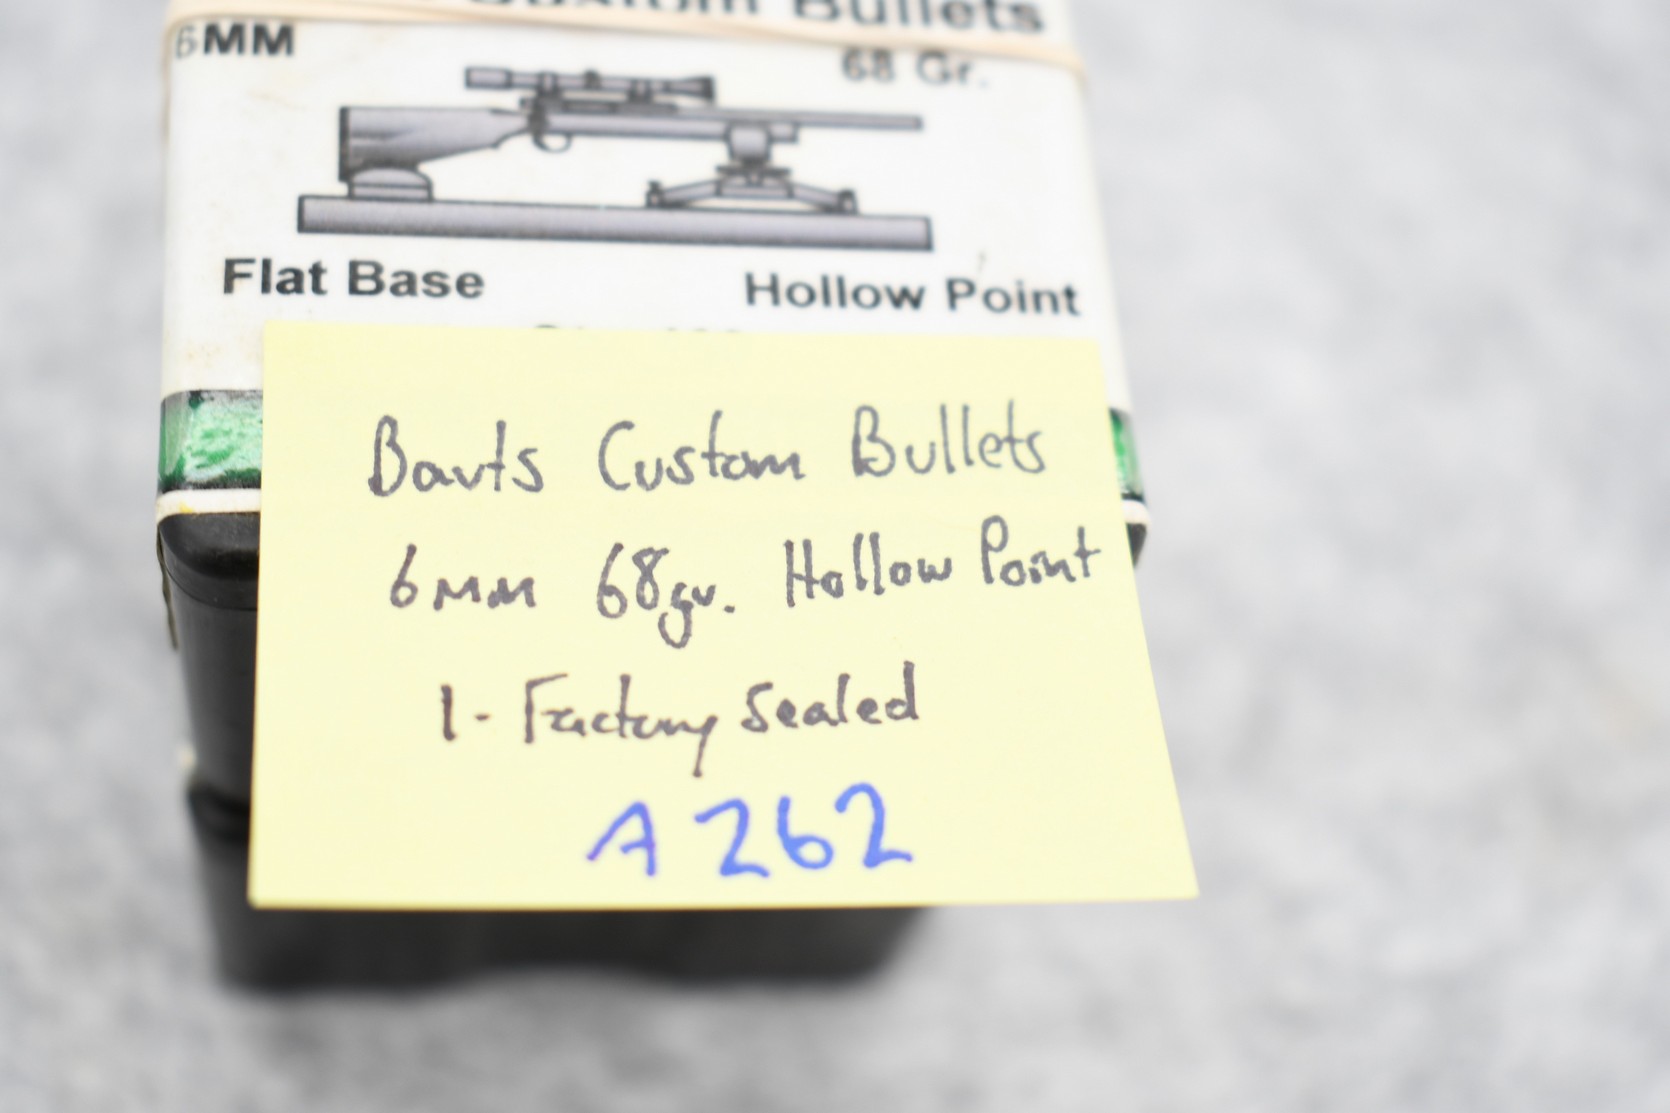 Custom Bullets
6MM
68 Gr.
Flat Base
Hollow Point
Barts Custom Bullets
6mm 68gr. Hollow Point
1- Factory Sealed
A262